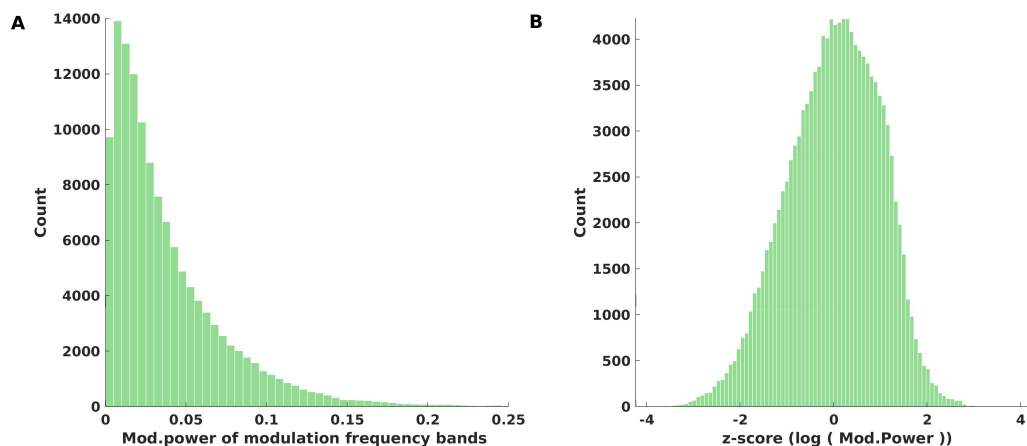 A
14000
12000
10000
8000
6000
4000
2000
0
Count
0 0.05 0.1 0.15 0.2 0.25
Mod.power of modulation frequency bands
B
4000
3500
3000
2500
2000
1500
1000
500
0
Count
-4 -2 0 2 4
z-score (log ( Mod.Power ))